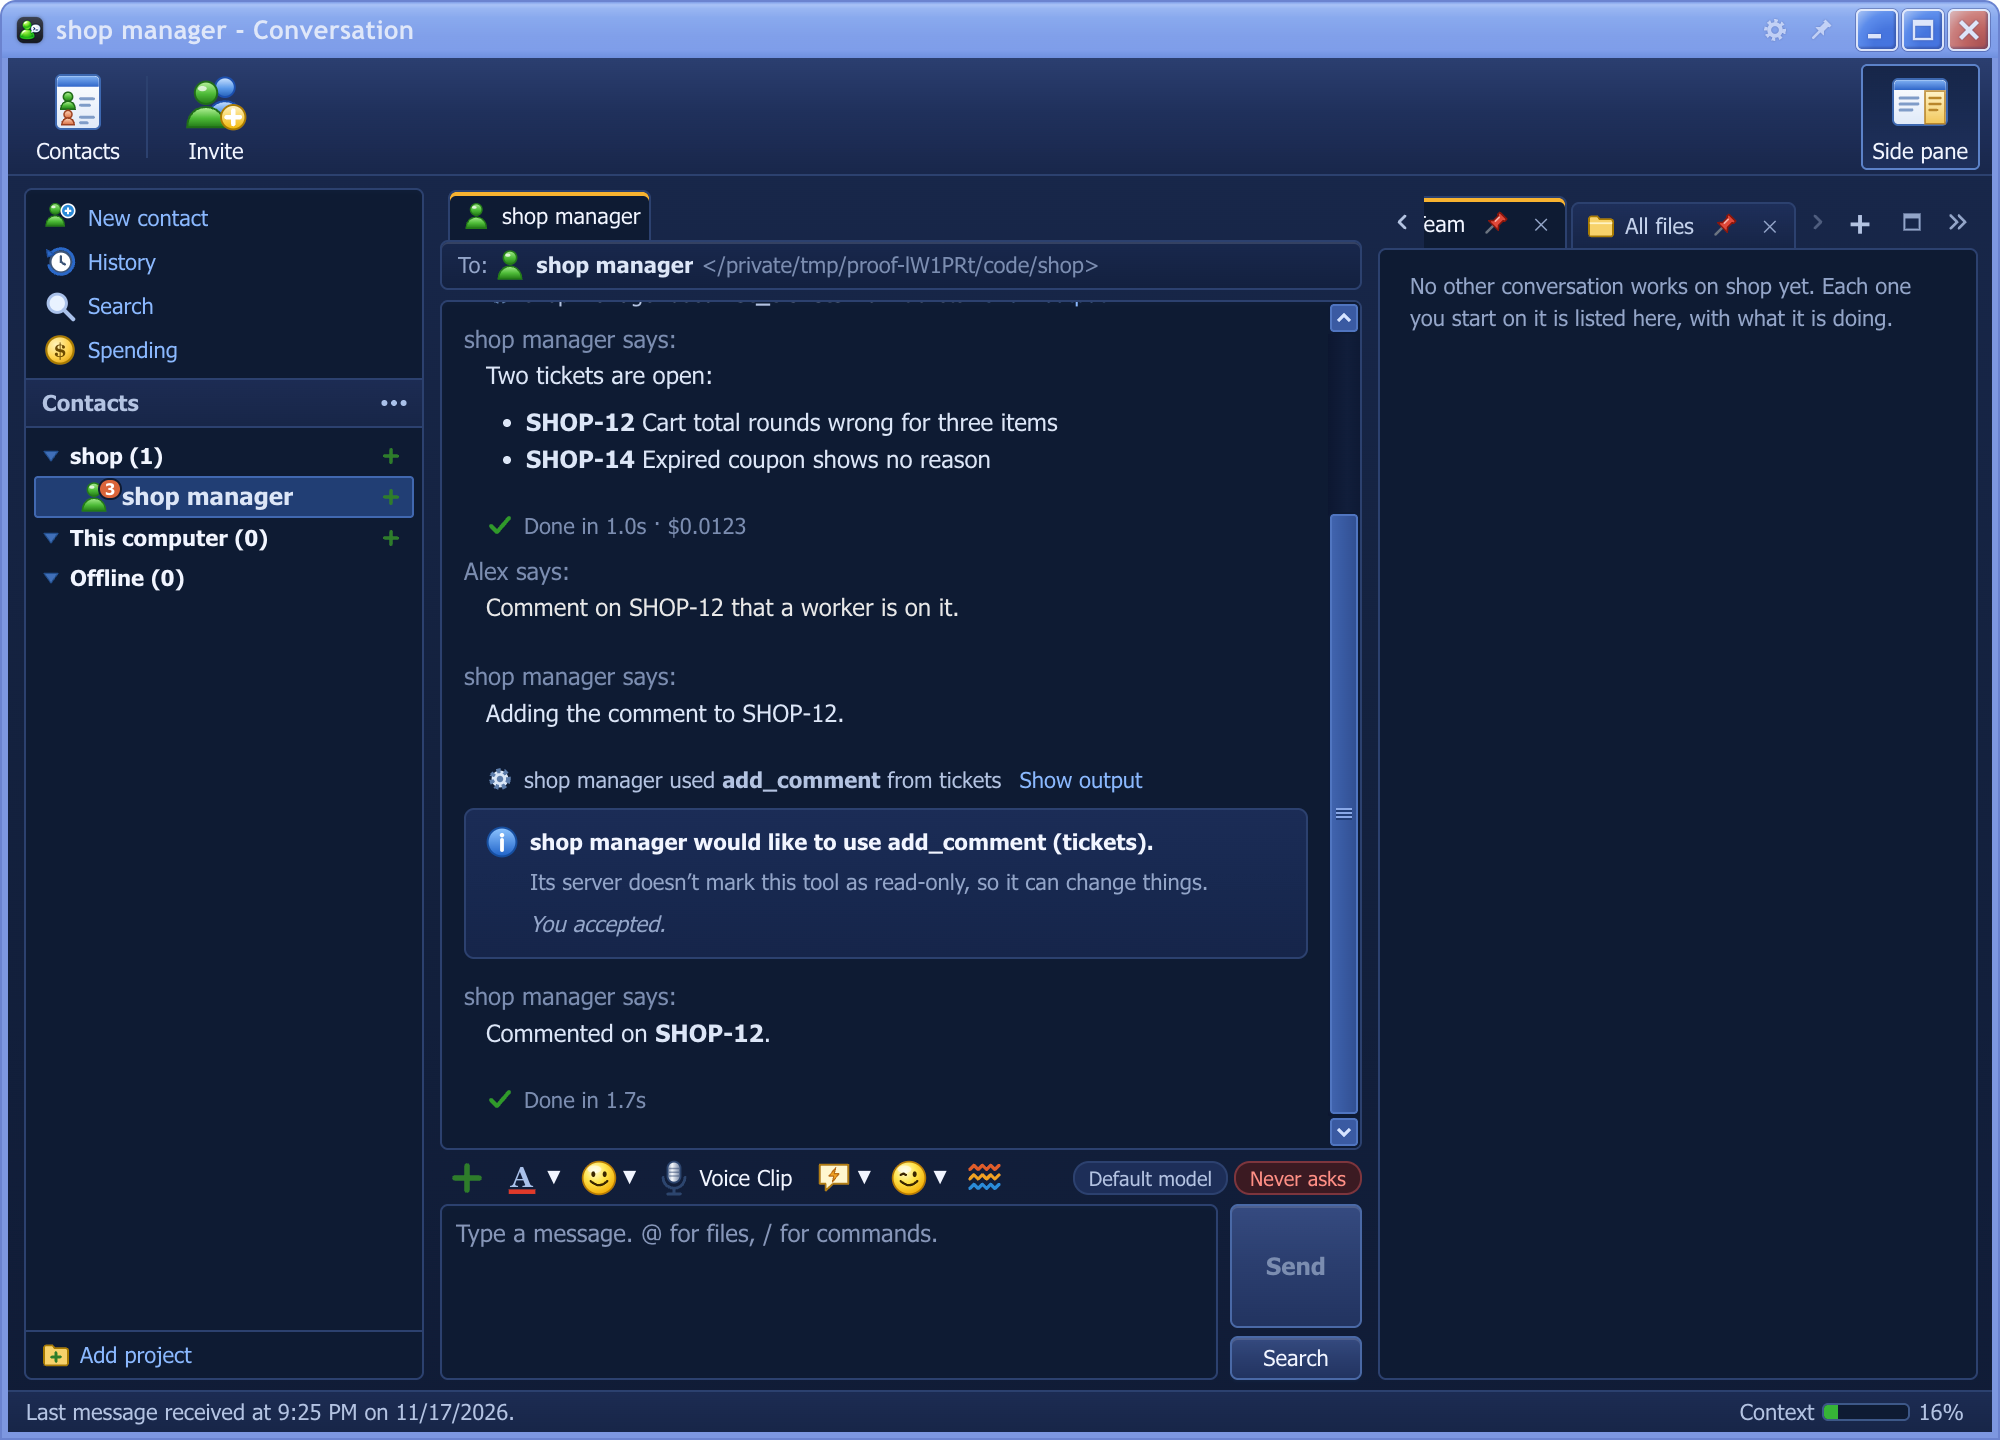 shop manager - Conversation
Contacts
Invite
Side pane
New contact
History
Search
Spending
Contacts
shop (1)
3
shop manager
This computer (0)
Offline (0)
Add project
shop manager
To: shop manager </private/tmp/proof-lW1PRt/code/shop>
shop manager says:
Two tickets are open:
• SHOP-12 Cart total rounds wrong for three items
• SHOP-14 Expired coupon shows no reason
Done in 1.0s · $0.0123
Alex says:
Comment on SHOP-12 that a worker is on it.
shop manager says:
Adding the comment to SHOP-12.
shop manager used add_comment from tickets Show output
shop manager would like to use add_comment (tickets).
Its server doesn’t mark this tool as read-only, so it can change things.
You accepted.
shop manager says:
Commented on SHOP-12.
Done in 1.7s
Voice Clip
Default model
Never asks
Type a message. @ for files, / for commands.
Send
Search
eam
All files
No other conversation works on shop yet. Each one
you start on it is listed here, with what it is doing.
Last message received at 9:25 PM on 11/17/2026.
Context 16%